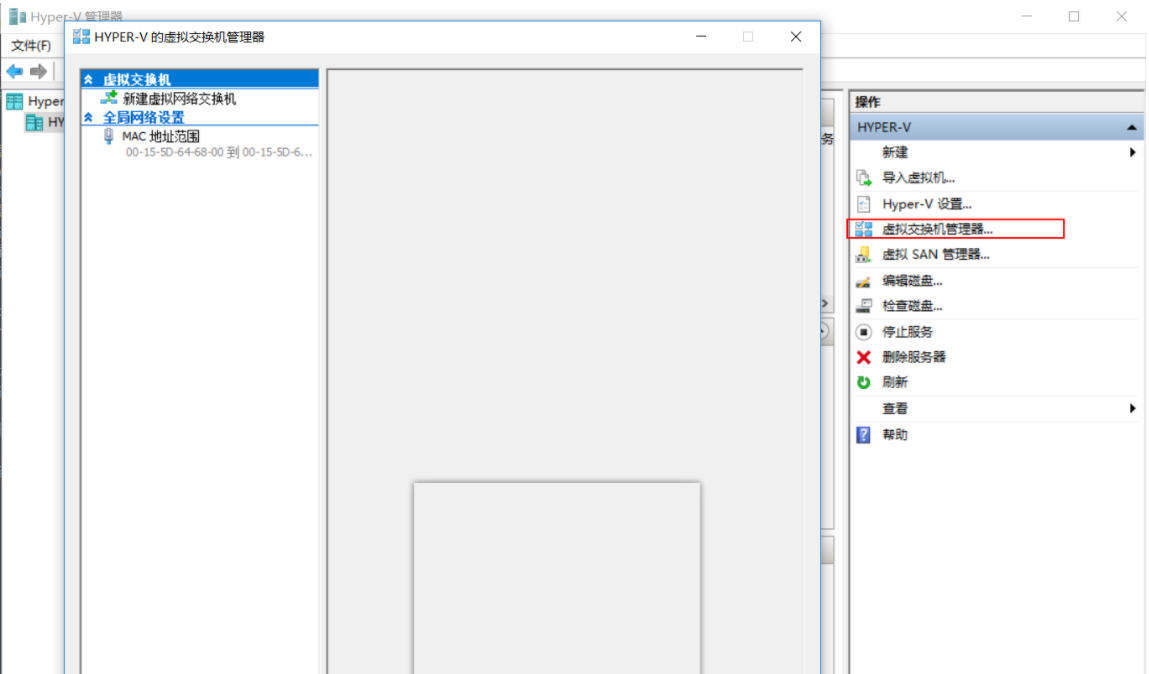 Hyper-V 管理器
HYPER-V 的虚拟交换机管理器
文件(F)
虚拟交换机
新建虚拟网络交换机
全局网络设置
MAC 地址范围
00-15-5D-64-68-00 到 00-15-5D-6...
Hyper
HY
务
操作
HYPER-V
新建
导入虚拟机...
Hyper-V 设置...
虚拟交换机管理器...
虚拟 SAN 管理器...
编辑磁盘...
检查磁盘...
停止服务
删除服务器
刷新
查看
帮助